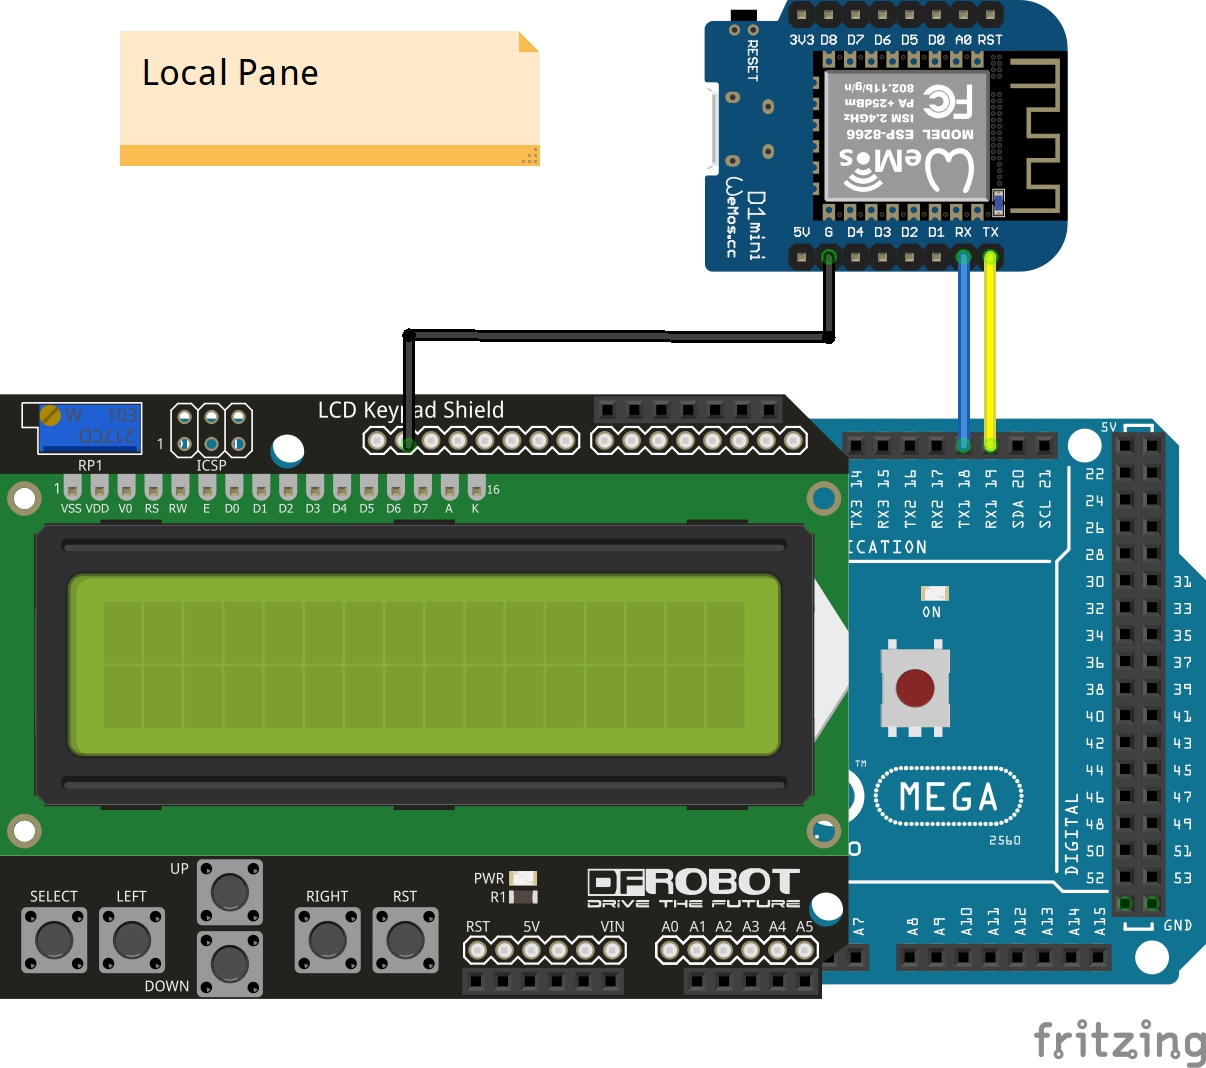 Local Pane
3V3 D8 D7 D6 D5 D0 A0 RST
RESET
802.11b/g/n
PA +25dBm
ISM 2.4GHz
MODEL ESP-8266
FC
WeMos
D1 mini
WeMos.cc
5V G D4 D3 D2 D1 RX TX
LCD Keypad Shield
W 103
217CO
RP1
1
ICSP
1 16
VSS VDD V0 RS RW E D0 D1 D2 D3 D4 D5 D6 D7 A K
TX3 14
RX3 15
TX2 16
RX2 17
TX1 18
RX1 19
SDA 20
SCL 21
ICATION
5V
22
24
26
28
30 31
32 33
34 35
36 37
38 39
40 41
42 43
44 45
46 47
48 49
50 51
52 53
GND
DIGITAL
ON
TM
MEGA
2560
O
UP
SELECT LEFT
DOWN
RIGHT RST
PWR
R1
DFROBOT
DRIVE THE FUTURE
RST 5V VIN
A0 A1 A2 A3 A4 A5
A7
A8
A9
A10
A11
A12
A13
A14
A15
fritzing